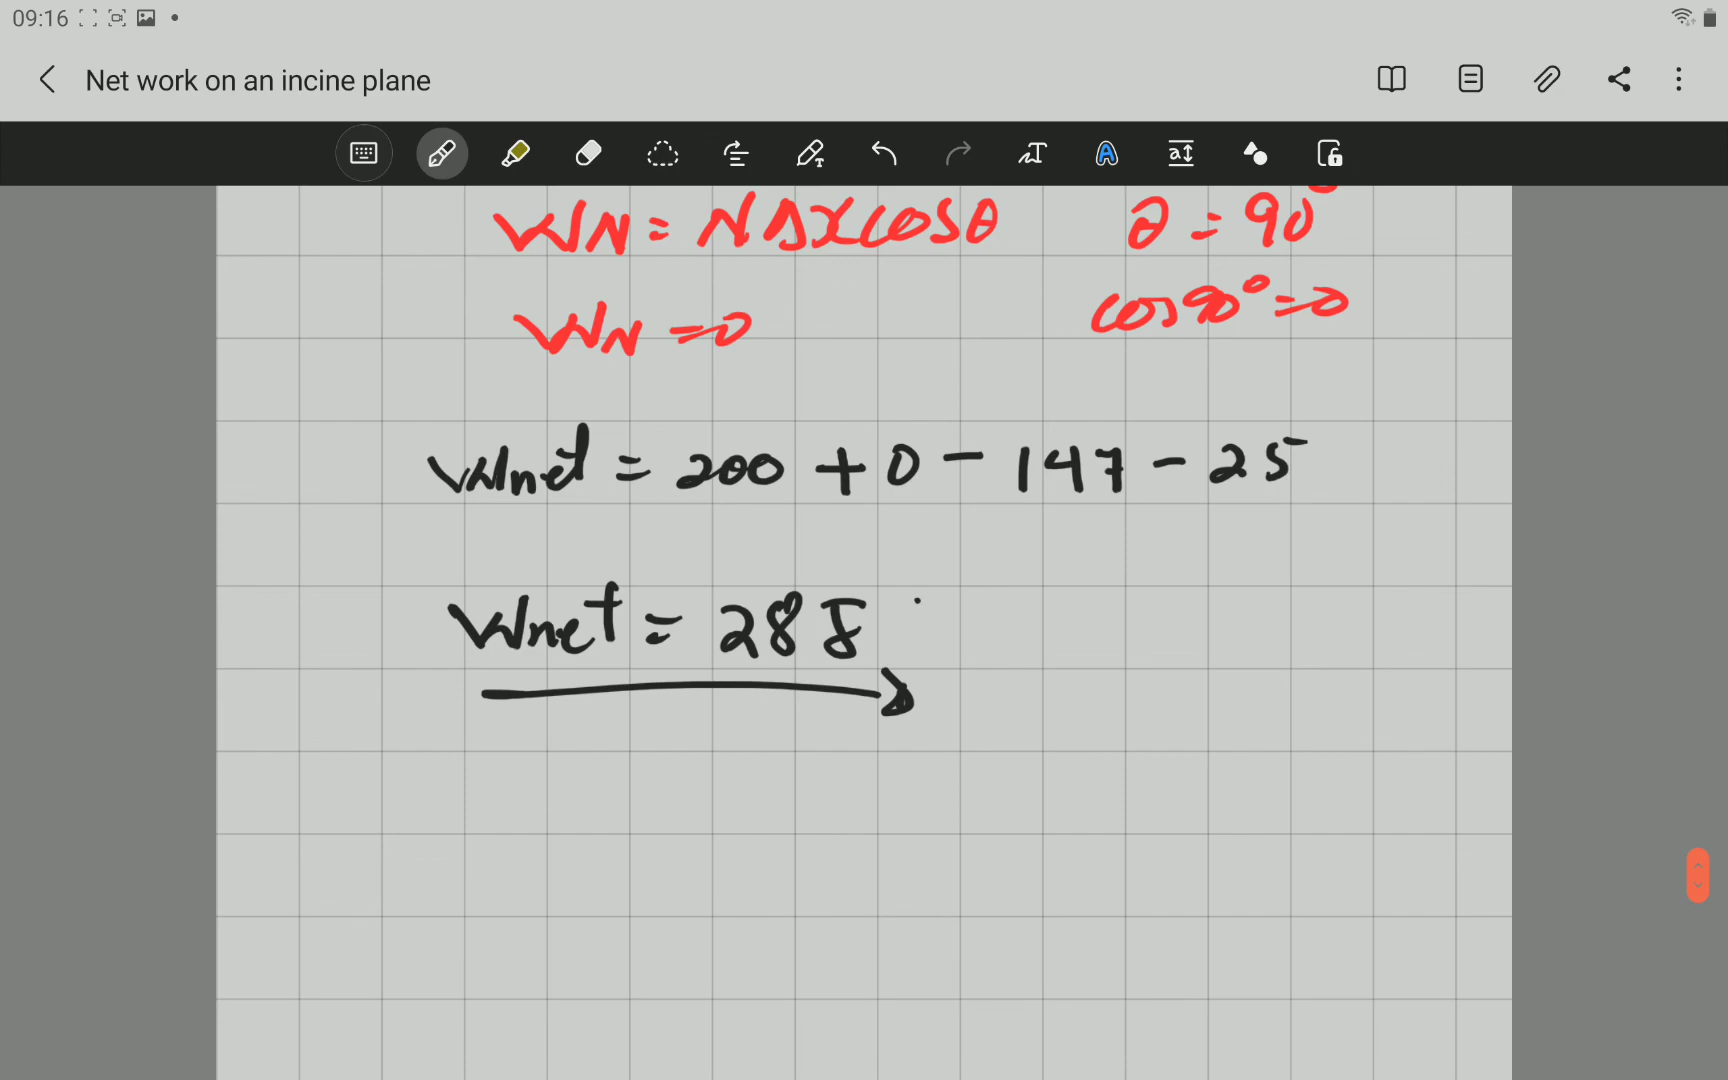 09:16
Net work on an incine plane
WN = NΔxcosθ θ = 90°
cos90° = 0
WN = 0
Wnet = 200 + 0 - 147 - 25
Wnet = 28J